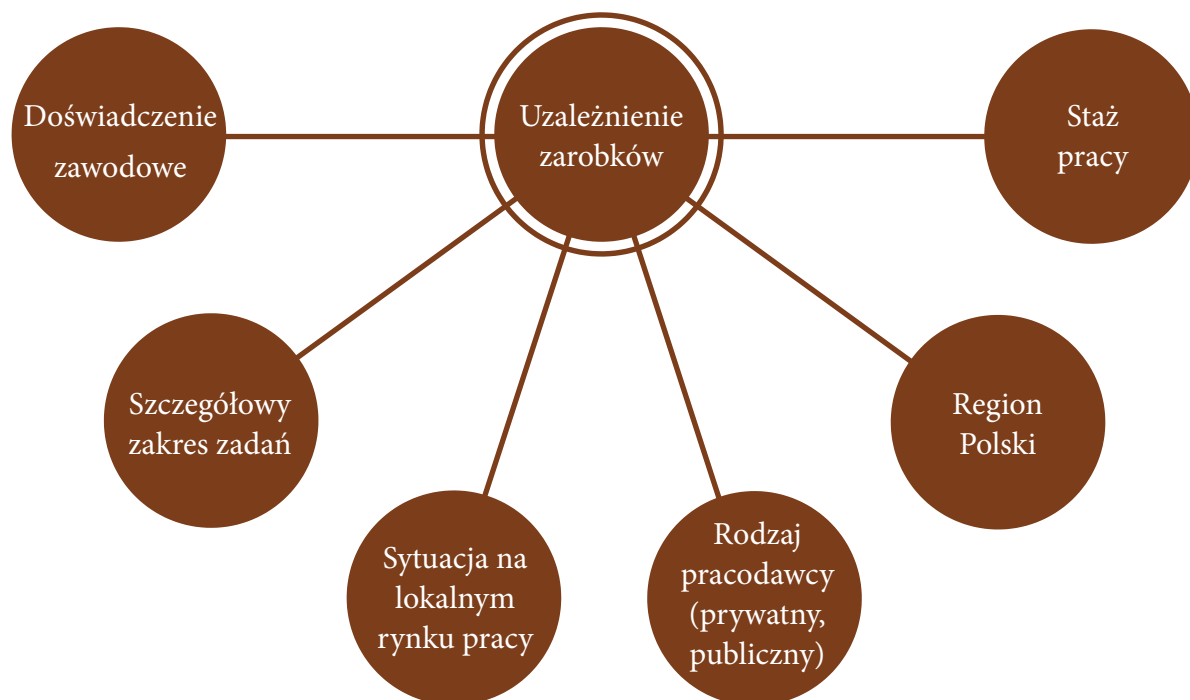 Doświadczenie
zawodowe
Uzależnienie
zarobków
Staż
pracy
Szczegółowy
zakres zadań
Region
Polski
Sytuacja na
lokalnym
rynku pracy
Rodzaj
pracodawcy
(prywatny,
publiczny)